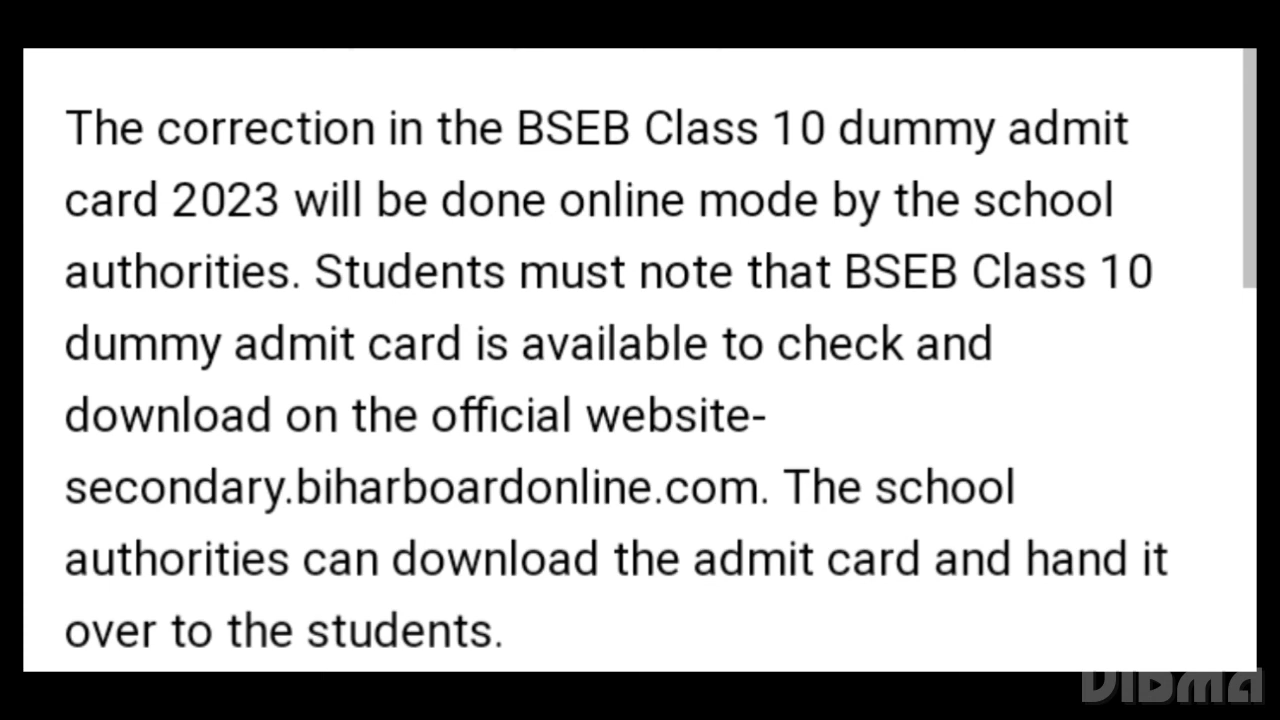 The correction in the BSEB Class 10 dummy admit
card 2023 will be done online mode by the school
authorities. Students must note that BSEB Class 10
dummy admit card is available to check and
download on the official website-
secondary.biharboardonline.com. The school
authorities can download the admit card and hand it
over to the students.